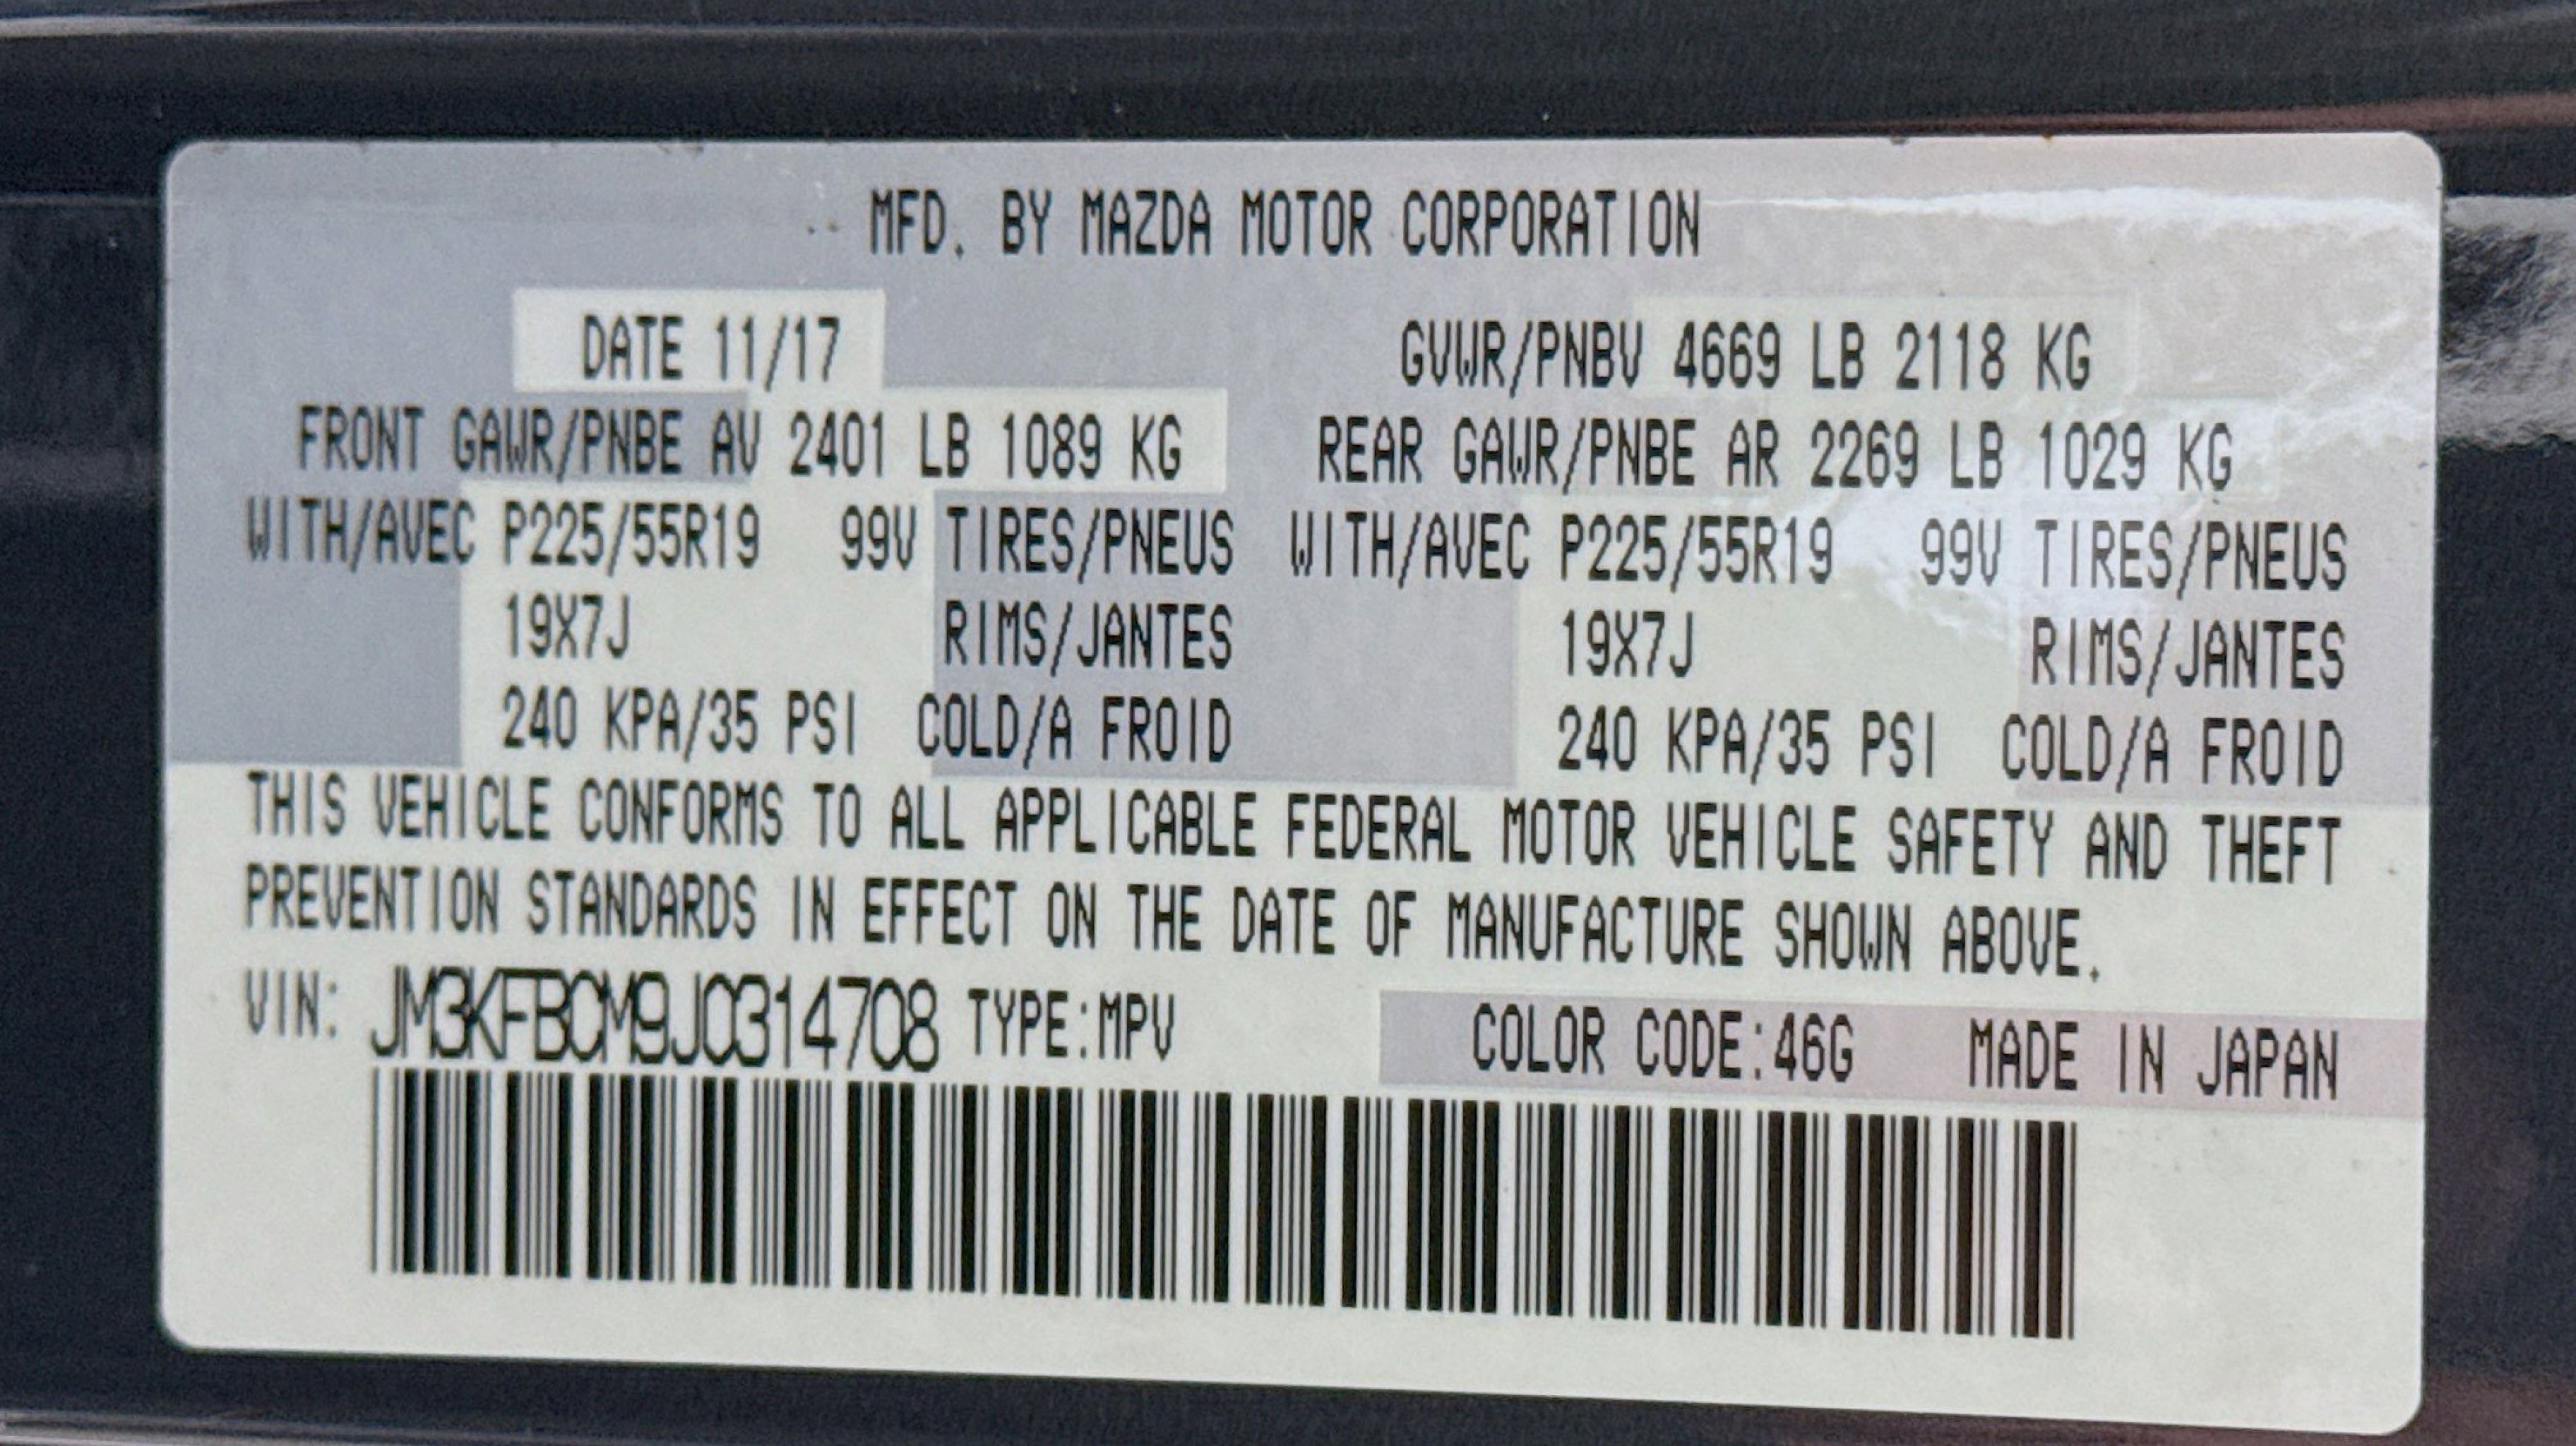 MFD. BY MAZDA MOTOR CORPORATION
DATE 11/17 GVWR/PNBV 4669 LB 2118 KG
FRONT GAWR/PNBE AV 2401 LB 1089 KG REAR GAWR/PNBE AR 2269 LB 1029 KG
WITH/AVEC P225/55R19 99V TIRES/PNEUS WITH/AVEC P225/55R19 99V TIRES/PNEUS
19X7J RIMS/JANTES 19X7J RIMS/JANTES
240 KPA/35 PSI COLD/A FROID 240 KPA/35 PSI COLD/A FROID
THIS VEHICLE CONFORMS TO ALL APPLICABLE FEDERAL MOTOR VEHICLE SAFETY AND THEFT
PREVENTION STANDARDS IN EFFECT ON THE DATE OF MANUFACTURE SHOWN ABOVE.
VIN: JM3KFBCM9J0314708 TYPE:MPV COLOR CODE:46G MADE IN JAPAN